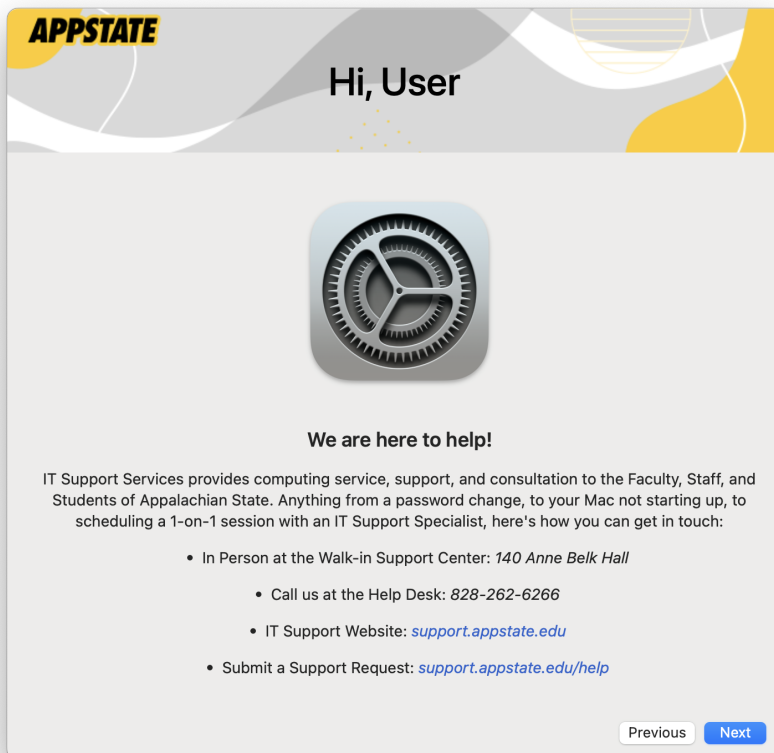 APPSTATE
Hi, User
We are here to help!
IT Support Services provides computing service, support, and consultation to the Faculty, Staff, and
Students of Appalachian State. Anything from a password change, to your Mac not starting up, to
scheduling a 1-on-1 session with an IT Support Specialist, here's how you can get in touch:
• In Person at the Walk-in Support Center: 140 Anne Belk Hall
• Call us at the Help Desk: 828-262-6266
• IT Support Website: support.appstate.edu
• Submit a Support Request: support.appstate.edu/help
Previous Next